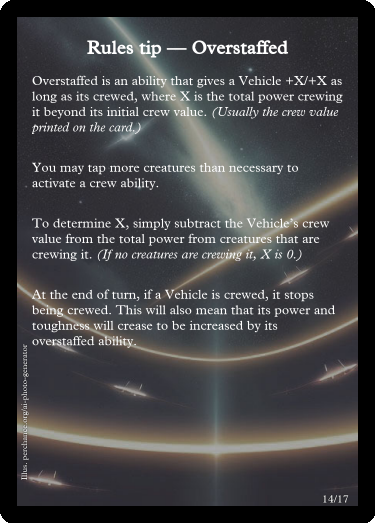 Rules tip — Overstaffed
Overstaffed is an ability that gives a Vehicle +X/+X as
long as its crewed, where X is the total power crewing
it beyond its initial crew value. (Usually the crew value
printed on the card.)
You may tap more creatures than necessary to
activate a crew ability.
To determine X, simply subtract the Vehicle's crew
value from the total power from creatures that are
crewing it. (If no creatures are crewing it, X is 0.)
At the end of turn, if a Vehicle is crewed, it stops
being crewed. This will also mean that its power and
toughness will crease to be increased by its
overstaffed ability.
Illus. perchance.org/ai-photo-generator
14/17